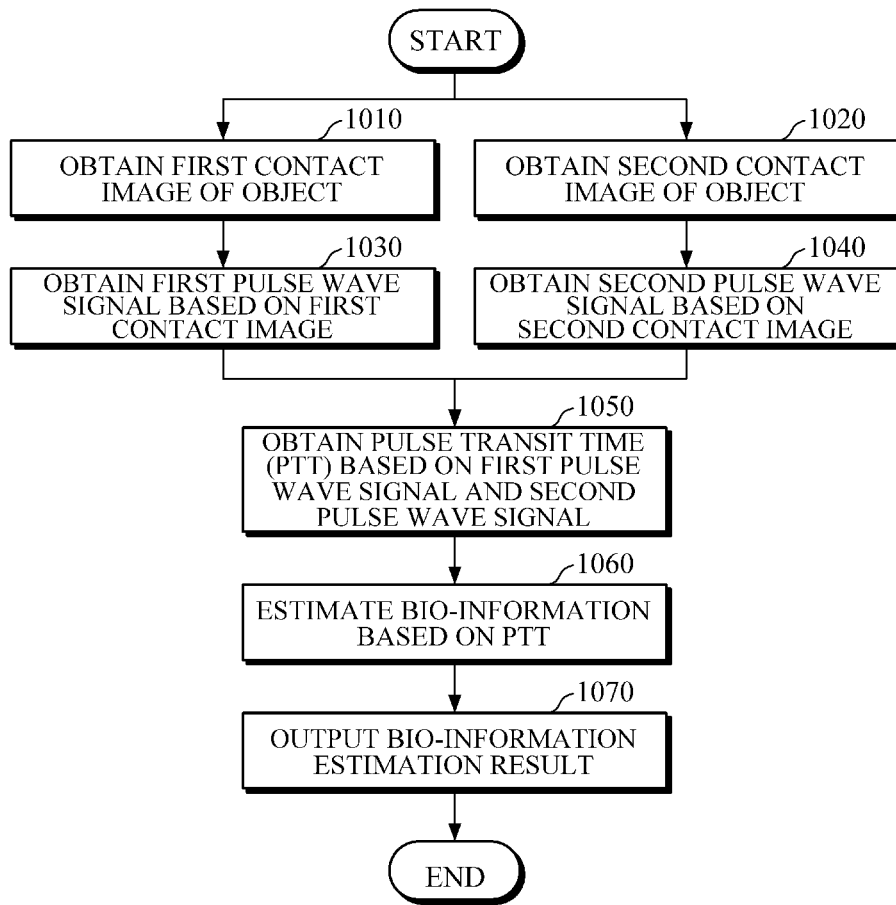 START
1010
OBTAIN FIRST CONTACT
IMAGE OF OBJECT
1020
OBTAIN SECOND CONTACT
IMAGE OF OBJECT
1030
OBTAIN FIRST PULSE WAVE
SIGNAL BASED ON FIRST
CONTACT IMAGE
1040
OBTAIN SECOND PULSE WAVE
SIGNAL BASED ON
SECOND CONTACT IMAGE
1050
OBTAIN PULSE TRANSIT TIME
(PTT) BASED ON FIRST PULSE
WAVE SIGNAL AND SECOND
PULSE WAVE SIGNAL
1060
ESTIMATE BIO-INFORMATION
BASED ON PTT
1070
OUTPUT BIO-INFORMATION
ESTIMATION RESULT
END